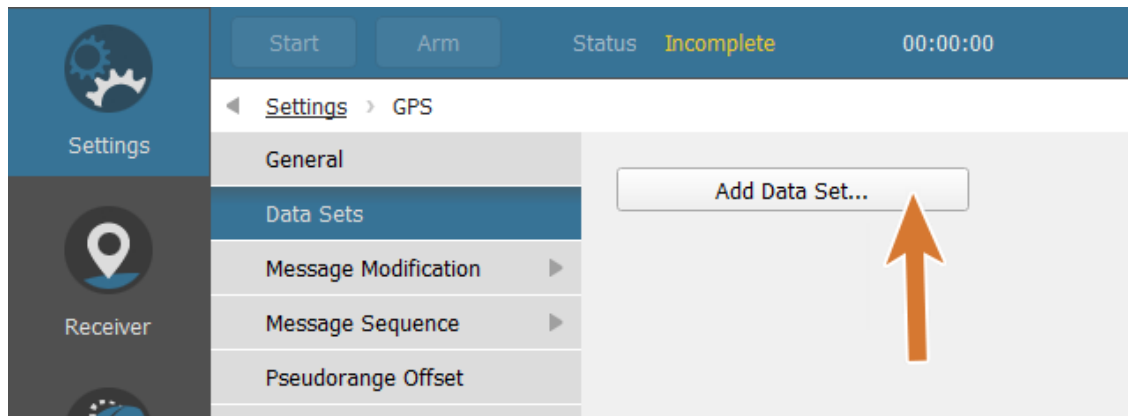 Start Arm Status Incomplete 00:00:00
Settings
Settings › GPS
General
Add Data Set...
Data Sets
Message Modification
Message Sequence
Receiver
Pseudorange Offset